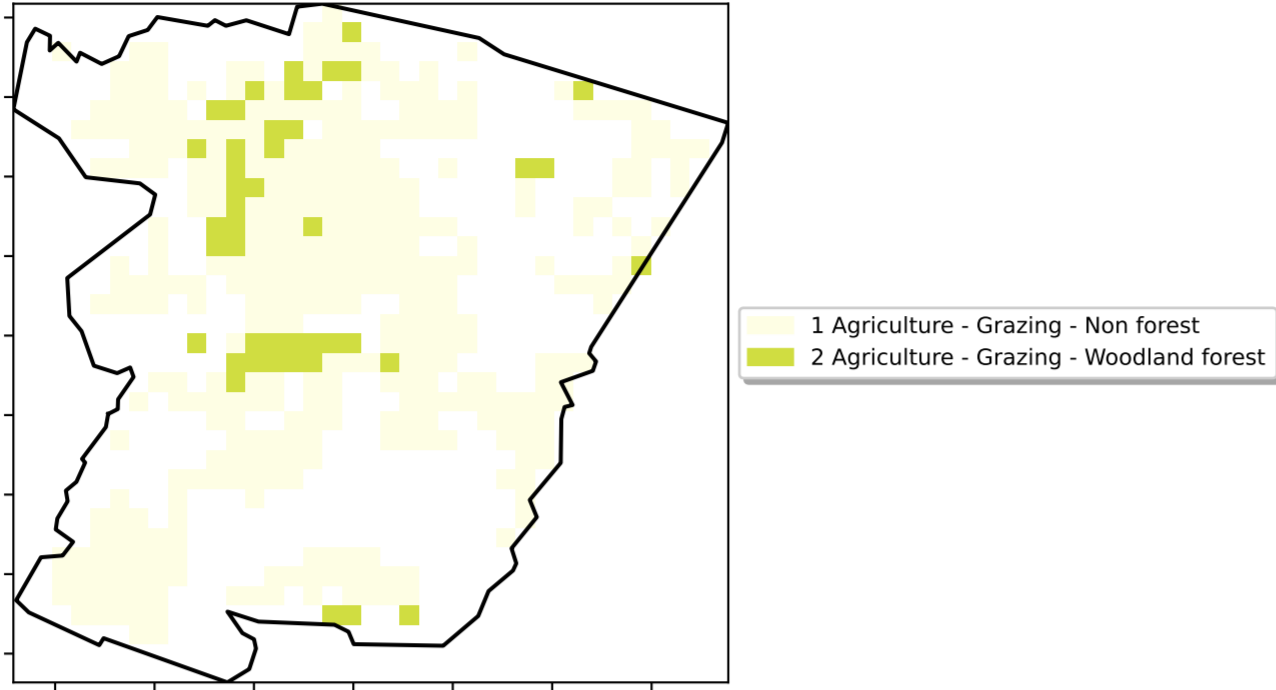 1 Agriculture - Grazing - Non forest
2 Agriculture - Grazing - Woodland forest